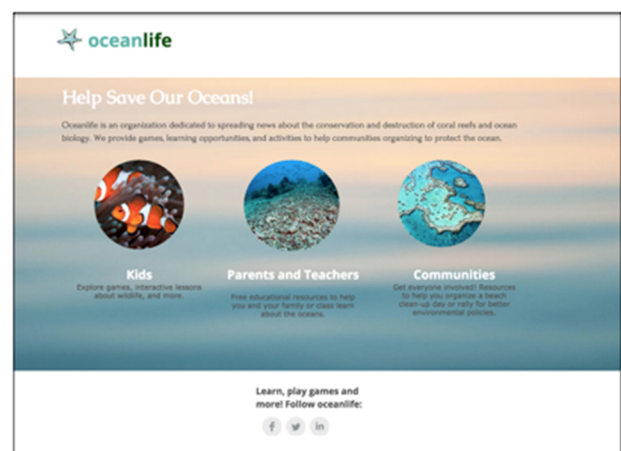 oceanlife
Help Save Our Oceans!
Oceanlife is an organization dedicated to spreading news about the conservation and destruction of coral reefs and ocean
biology. We provide games, learning opportunities, and activities to help communities organizing to protect the ocean.
Kids
Explore games, interactive lessons
about wildlife, and more.
Parents and Teachers
Free educational resources to help
you and your family or class learn
about the oceans.
Communities
Get everyone involved! Resources
to help you organize a beach
clean-up day or rally for better
environmental policies.
Learn, play games and
more! Follow oceanlife: